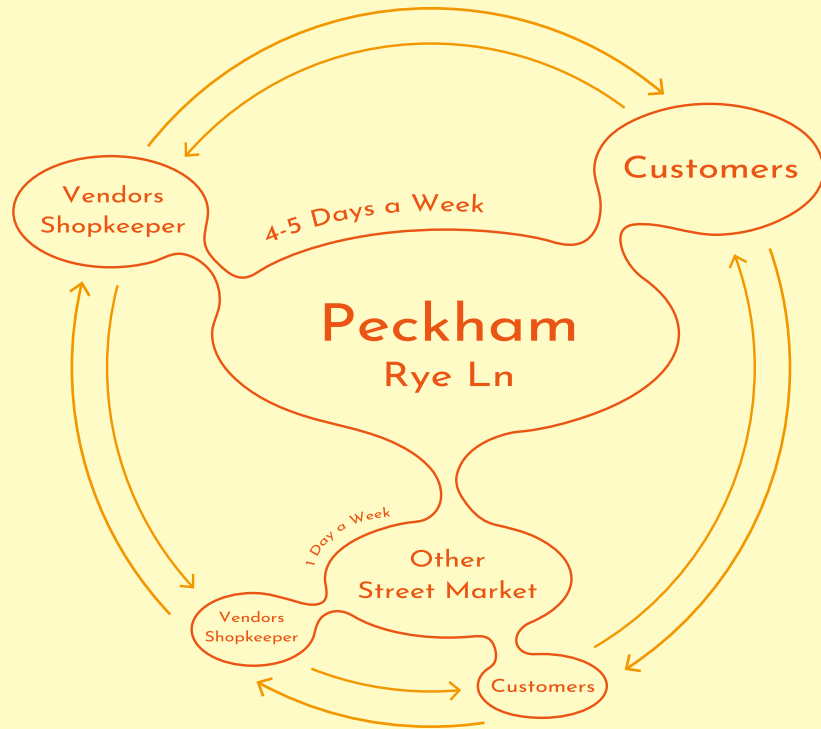 Customers
Vendors
Shopkeeper
4-5 Days a Week
Peckham
Rye Ln
1 Day a Week
Other
Street Market
Vendors
Shopkeeper
Customers